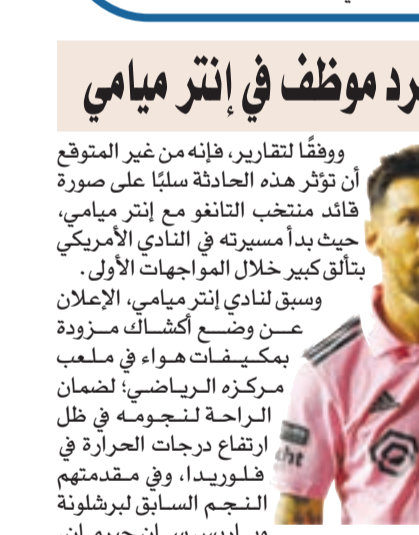 رد موظف في إنتر ميامي
ووفقًا لتقارير، فإنه من غير المتوقع
أن تؤثر هذه الحادثة سلبًا على صورة
قائد منتخب التانغو مع إنتر ميامي،
حيث بدأ مسيرته في النادي الأمريكي
بتألق كبير خلال المواجهات الأولى.
وسبق لنادي إنتر ميامي، الإعلان
عن وضع أكشاك مزودة
بمكيفات هواء في ملعب
مركزه الرياضي؛ لضمان
الراحة لنجومه في ظل
ارتفاع درجات الحرارة في
فلوريدا، وفي مقدمتهم
النجم السابق لبرشلونة